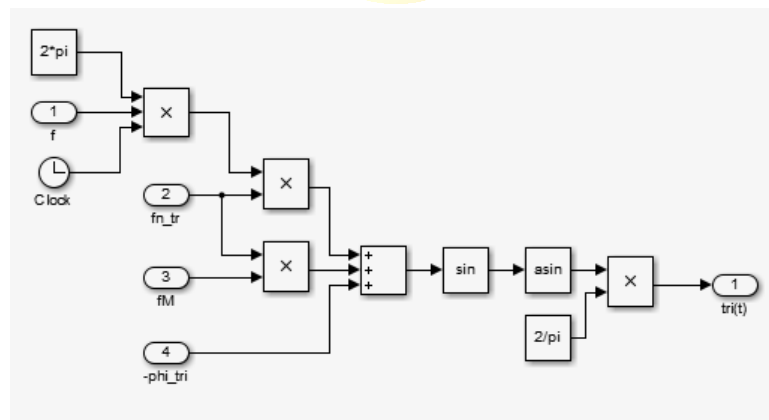 2*pi
1
f
×
Clock
2
fn_tr
×
3
fM
×
4
-phi_tri
+
+
+
sin
asin
2/pi
×
1
tri(t)